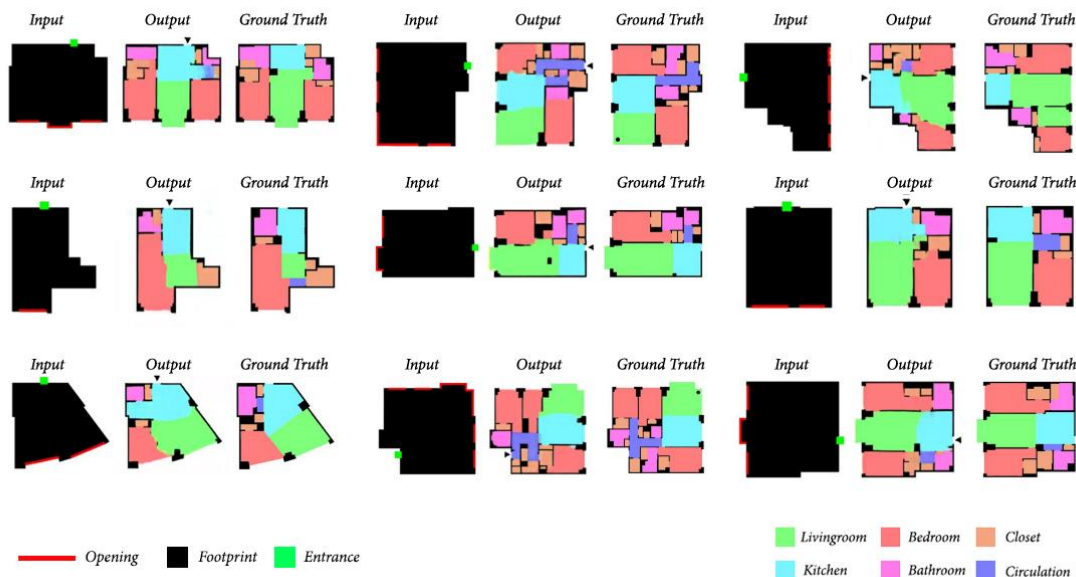 Input Output Ground Truth Input Output Ground Truth Input Output Ground Truth
Input Output Ground Truth Input Output Ground Truth Input Output Ground Truth
Input Output Ground Truth Input Output Ground Truth Input Output Ground Truth
Livingroom Bedroom Closet
Opening Footprint Entrance
Kitchen Bathroom Circulation